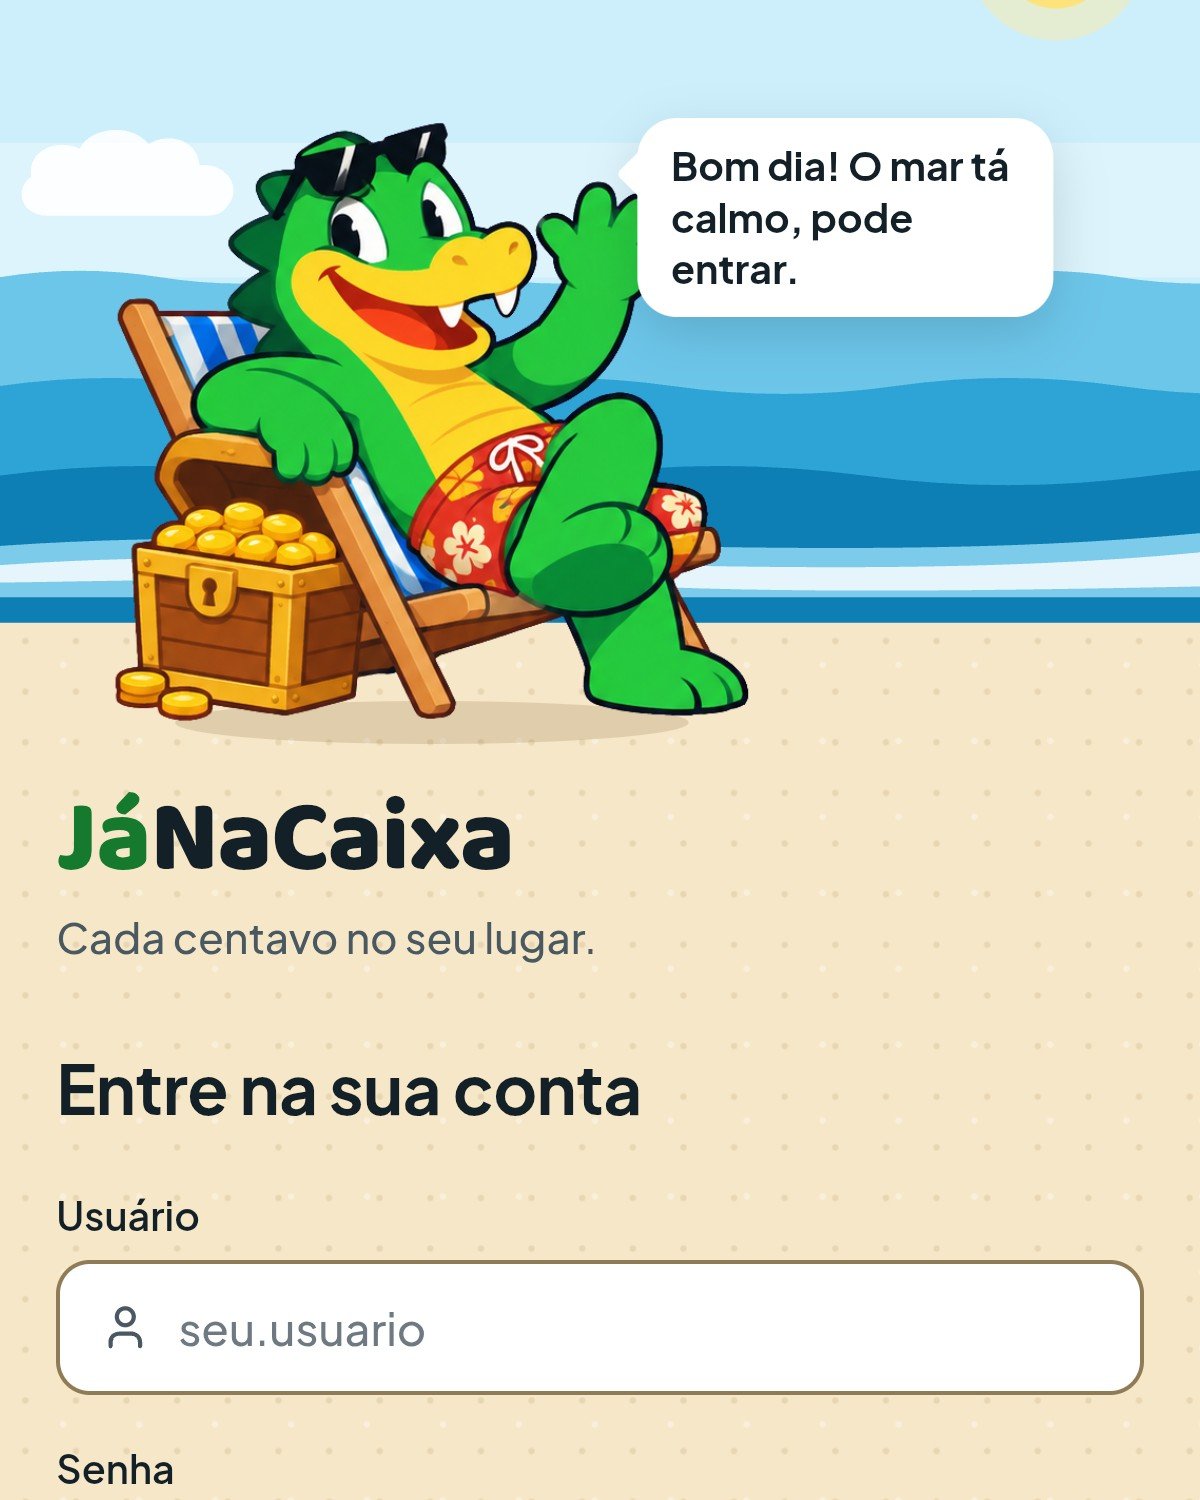 Bom dia! O mar tá
calmo, pode
entrar.
JáNaCaixa
Cada centavo no seu lugar.
Entre na sua conta
Usuário
seu.usuario
Senha